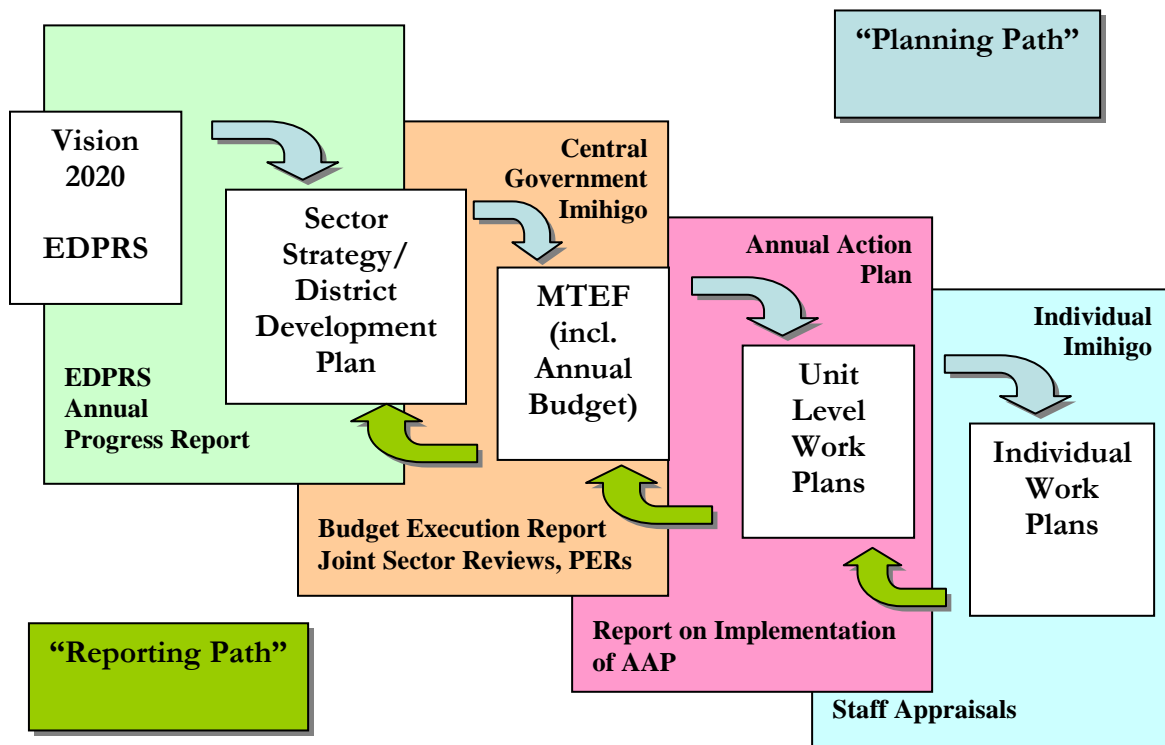 “Planning Path”
Vision
2020
EDPRS
Central
Government
Imihigo
Sector
Strategy/
District
Development
Plan
Annual Action
Plan
MTEF
(incl.
Annual
Budget)
Individual
Imihigo
Unit
Level
Work
Plans
EDPRS
Annual
Progress Report
Individual
Work
Plans
Budget Execution Report
Joint Sector Reviews, PERs
“Reporting Path”
Report on Implementation
of AAP
Staff Appraisals